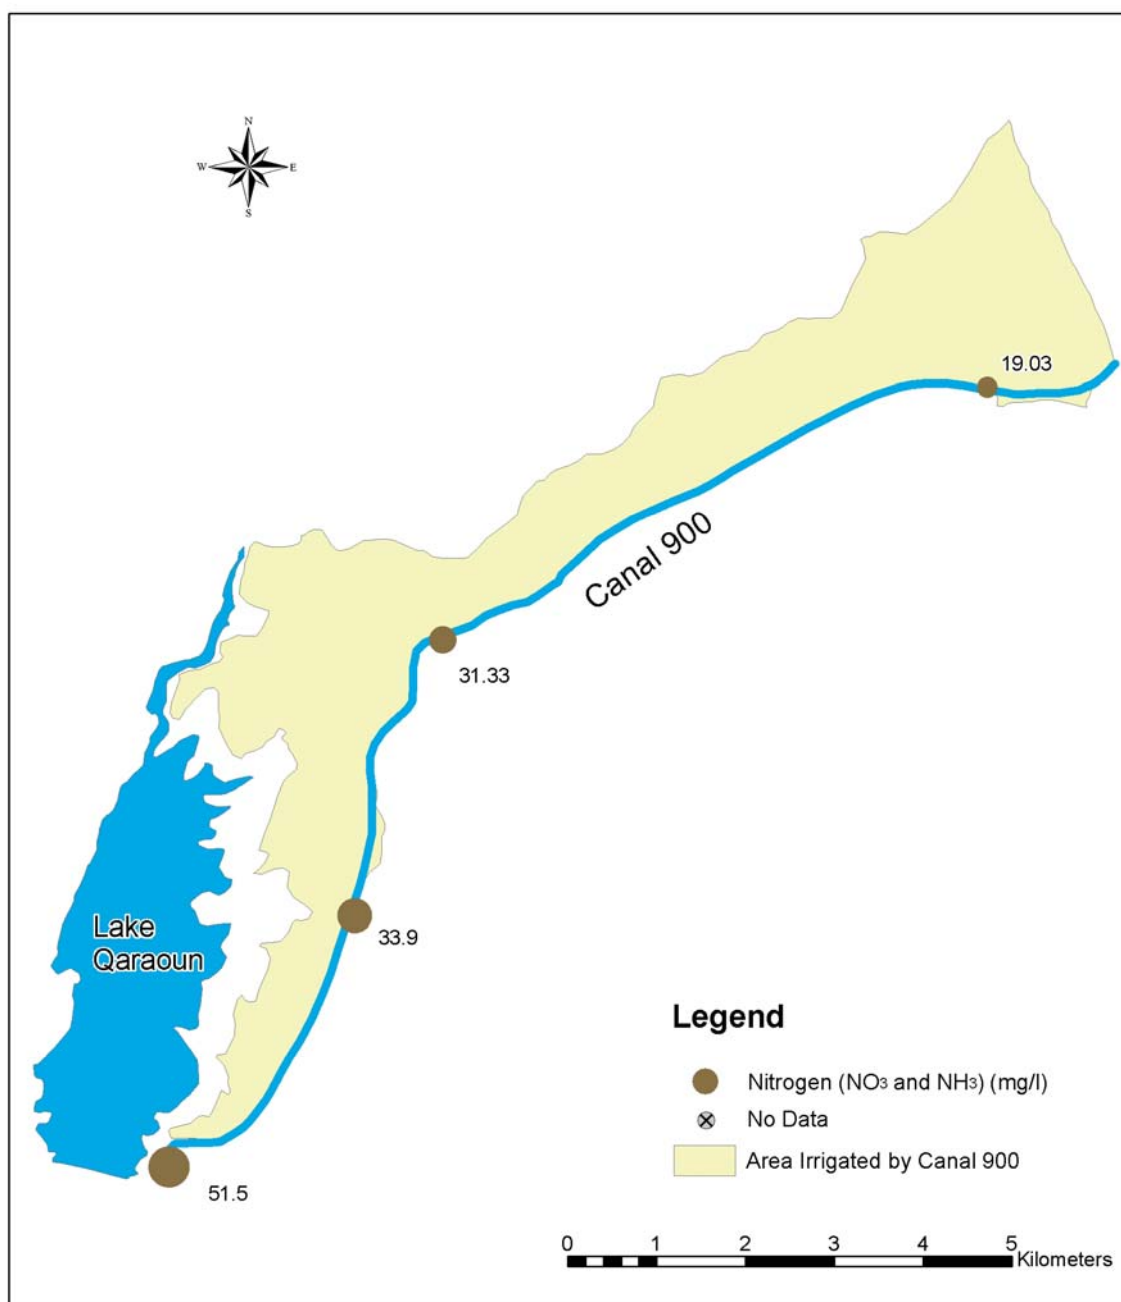 N
W E
S
19.03
Canal 900
31.33
33.9
Lake
Qaraoun
51.5
Legend
Nitrogen (NO3 and NH3) (mg/l)
No Data
Area Irrigated by Canal 900
0 1 2 3 4 5
Kilometers